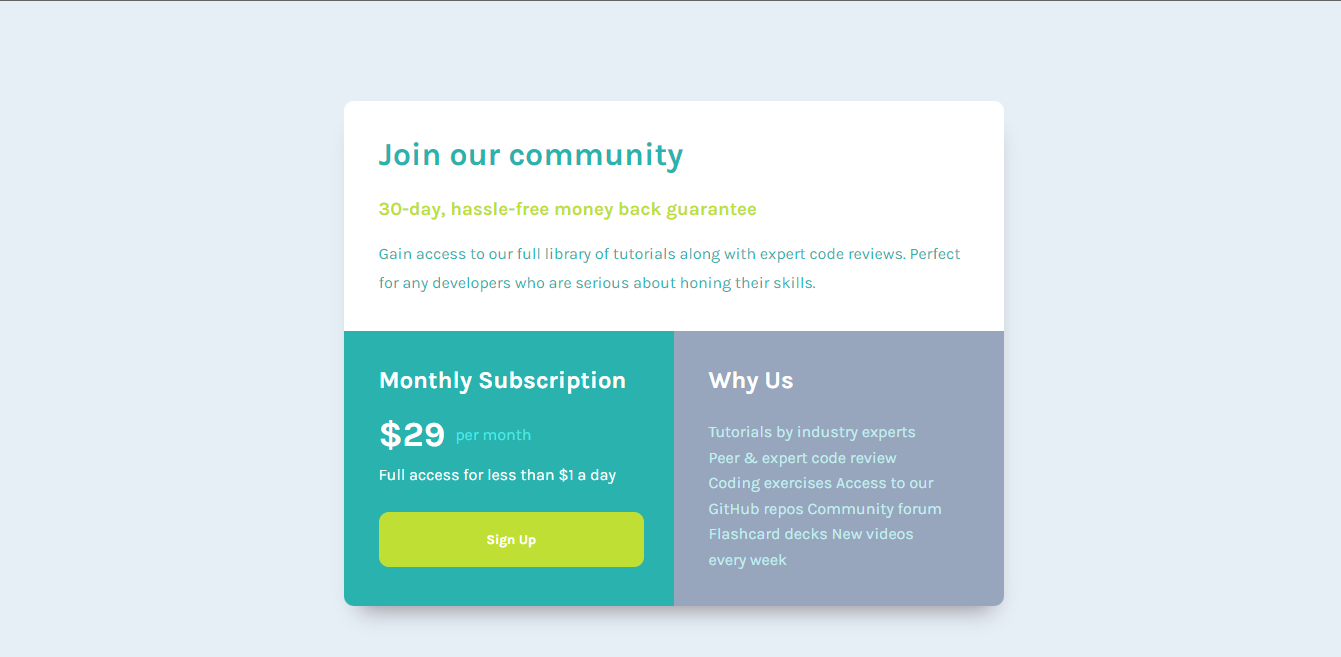 Join our community
30-day, hassle-free money back guarantee
Gain access to our full library of tutorials along with expert code reviews. Perfect
for any developers who are serious about honing their skills.
Monthly Subscription
$29 per month
Full access for less than $1 a day
Sign Up
Why Us
Tutorials by industry experts
Peer & expert code review
Coding exercises Access to our
GitHub repos Community forum
Flashcard decks New videos
every week